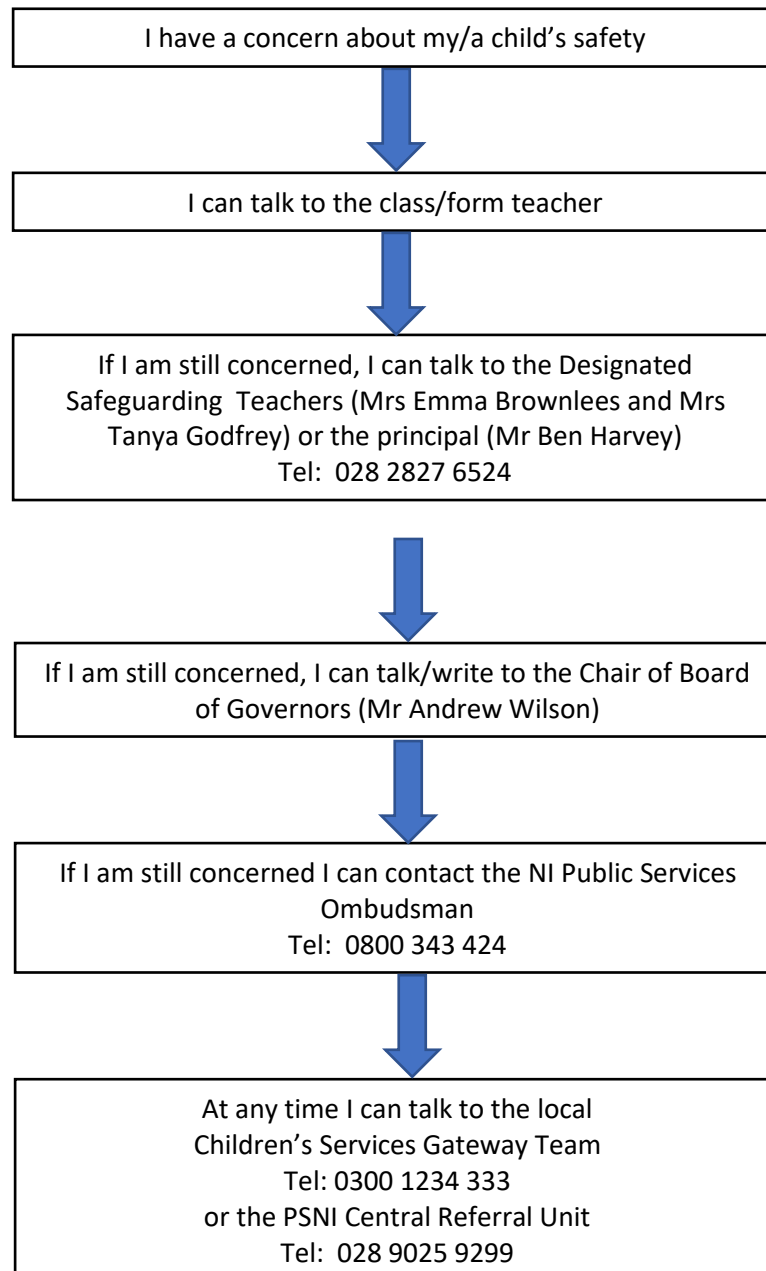 I have a concern about my/a child’s safety
I can talk to the class/form teacher
If I am still concerned, I can talk to the Designated
Safeguarding  Teachers (Mrs Emma Brownlees and Mrs
Tanya Godfrey) or the principal (Mr Ben Harvey)
Tel:  028 2827 6524
If I am still concerned, I can talk/write to the Chair of Board
of Governors (Mr Andrew Wilson)
If I am still concerned I can contact the NI Public Services
Ombudsman
Tel:  0800 343 424
At any time I can talk to the local
Children’s Services Gateway Team
Tel: 0300 1234 333
or the PSNI Central Referral Unit
Tel:  028 9025 9299